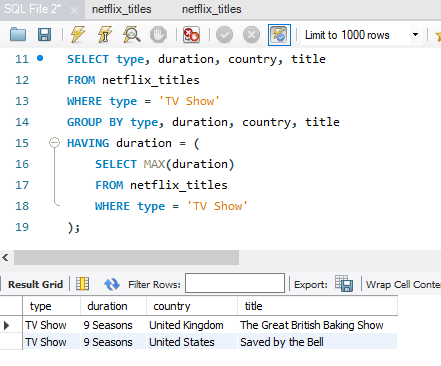 SQL File 2*
netflix_titles
netflix_titles
Limit to 1000 rows
11 SELECT type, duration, country, title
12 FROM netflix_titles
13 WHERE type = 'TV Show'
14 GROUP BY type, duration, country, title
15 HAVING duration = (
16 SELECT MAX(duration)
17 FROM netflix_titles
18 WHERE type = 'TV Show'
19 );
Result Grid Filter Rows: Export: Wrap Cell Conten
type duration country title
TV Show 9 Seasons United Kingdom The Great British Baking Show
TV Show 9 Seasons United States Saved by the Bell